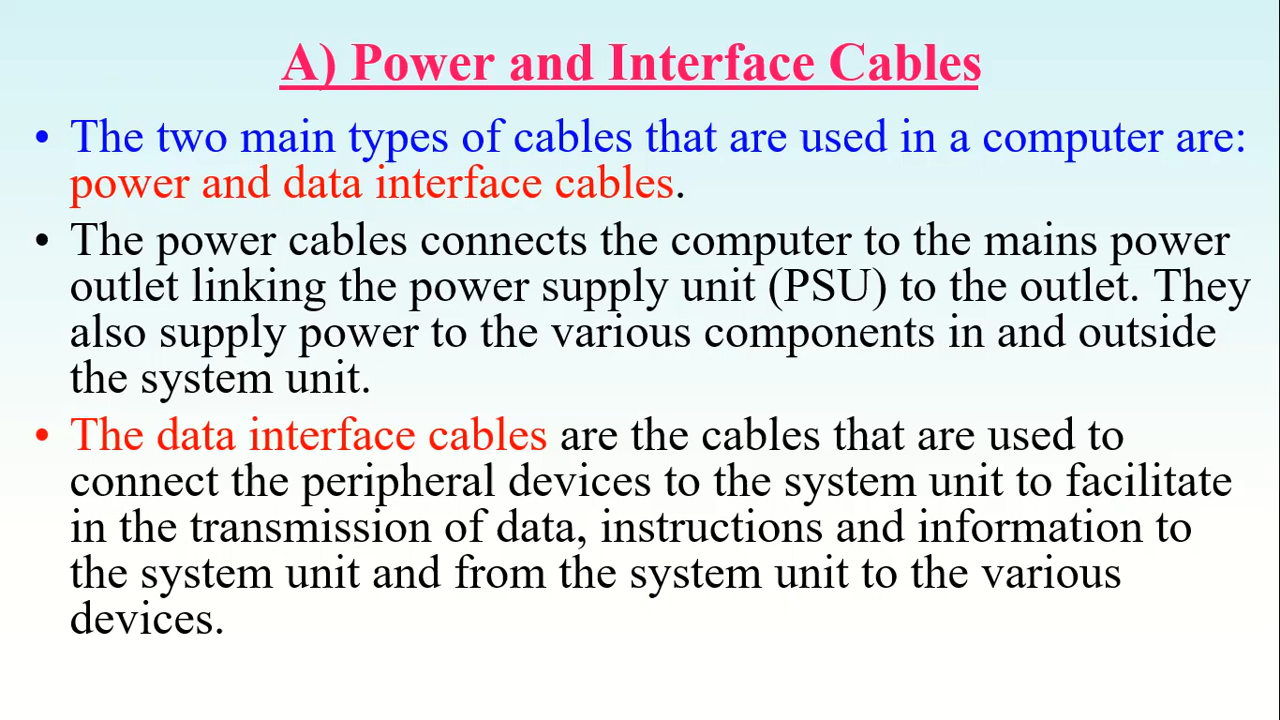 A) Power and Interface Cables
• The two main types of cables that are used in a computer are:
power and data interface cables.
• The power cables connects the computer to the mains power
outlet linking the power supply unit (PSU) to the outlet. They
also supply power to the various components in and outside
the system unit.
• The data interface cables are the cables that are used to
connect the peripheral devices to the system unit to facilitate
in the transmission of data, instructions and information to
the system unit and from the system unit to the various
devices.